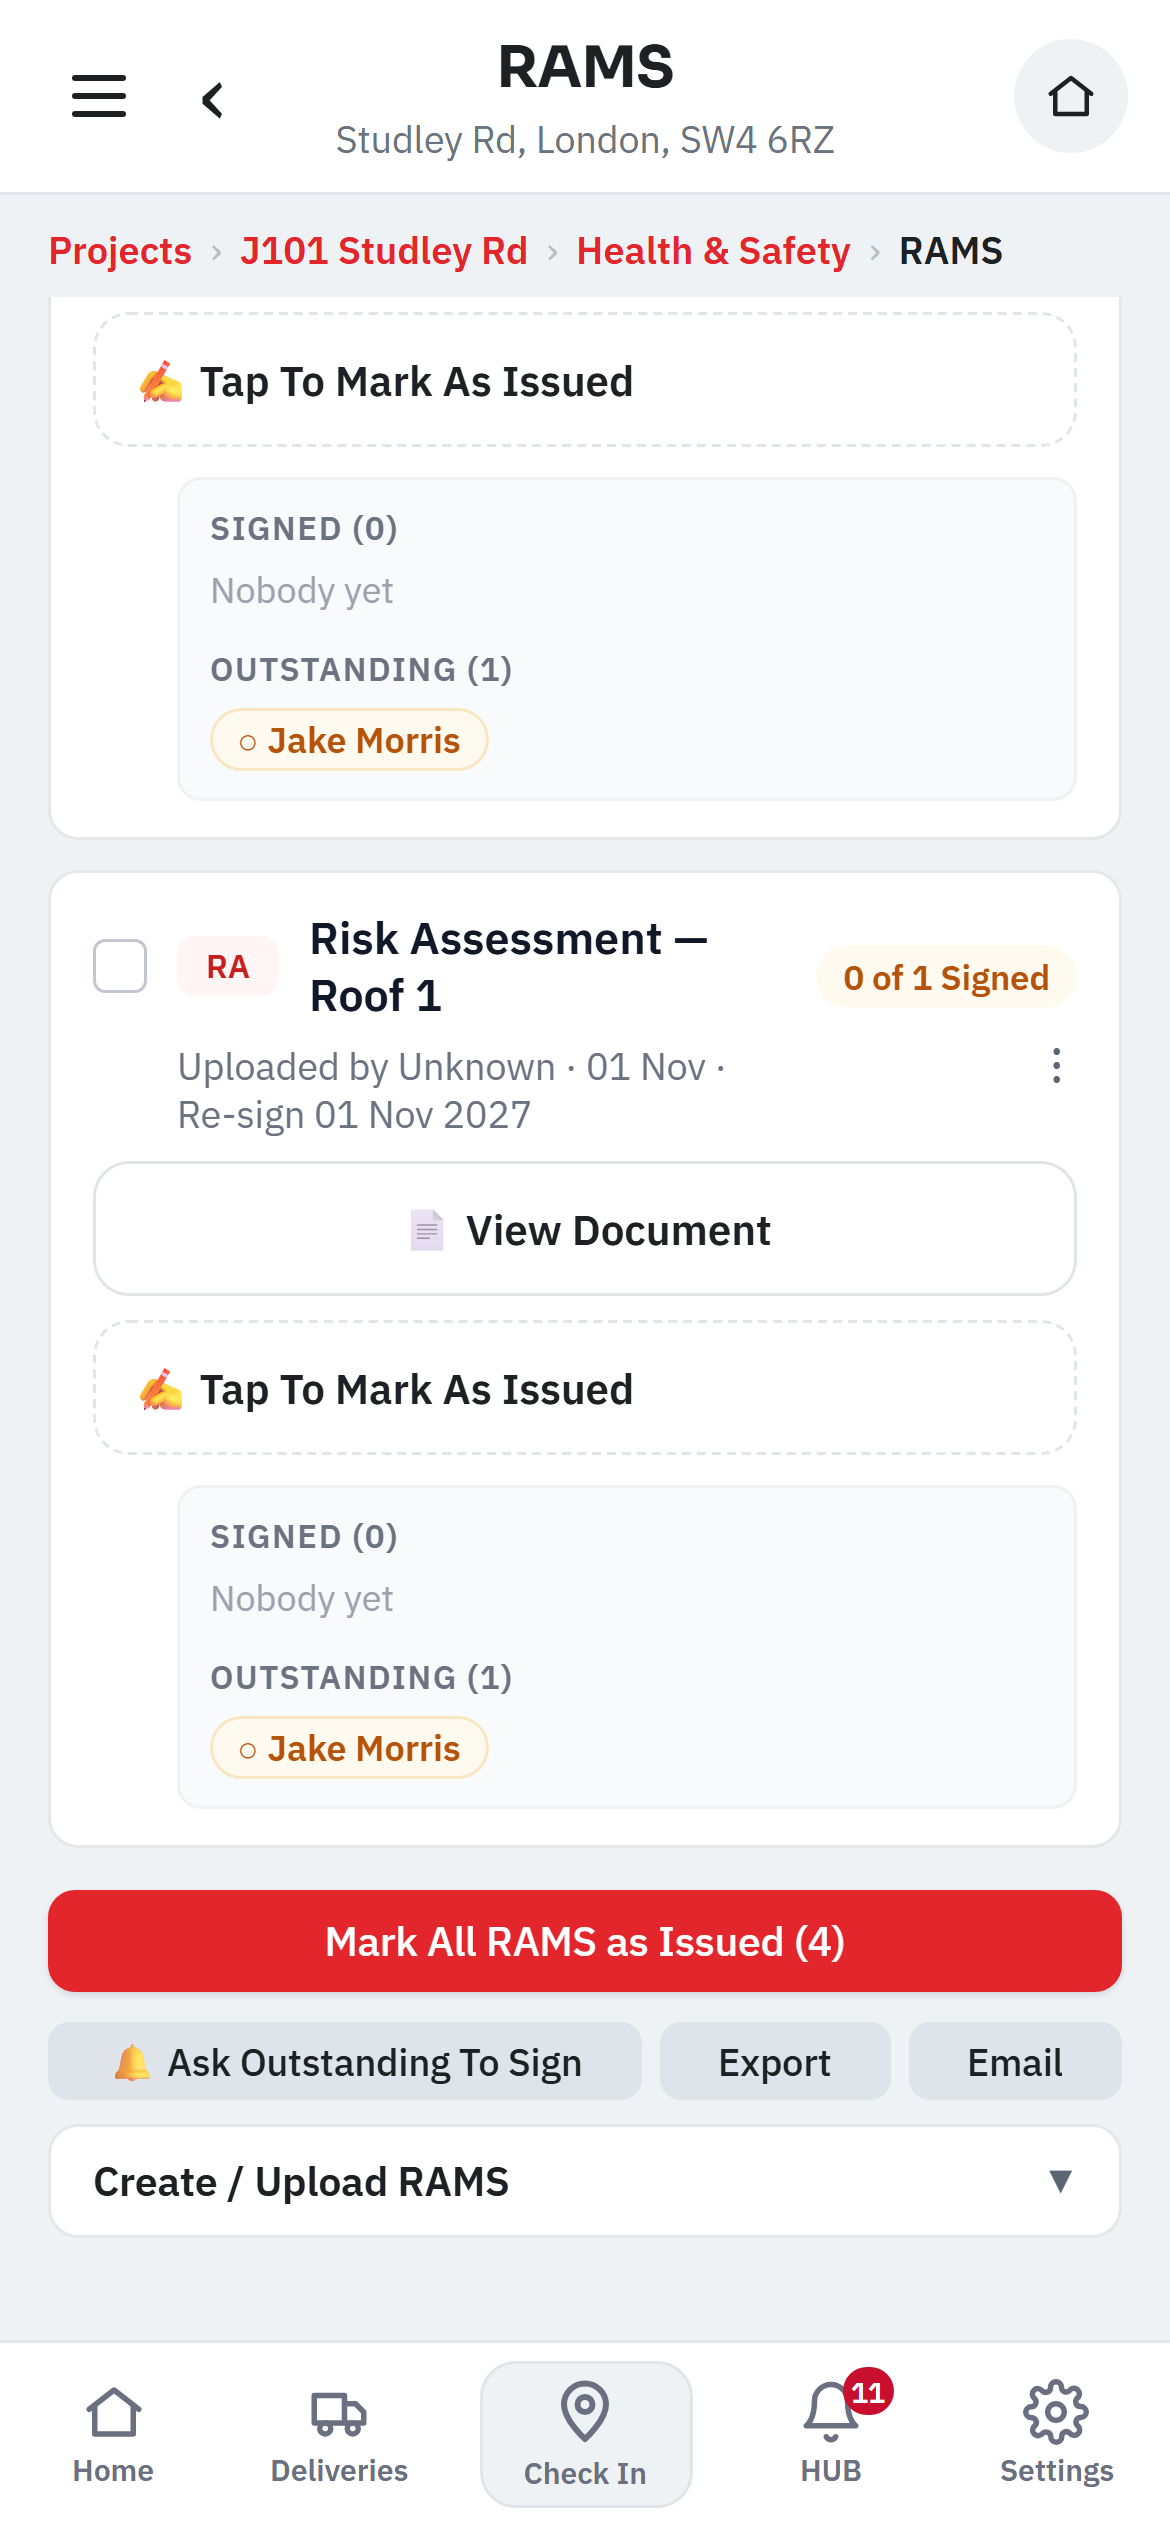 RAMS
Studley Rd, London, SW4 6RZ
Projects › J101 Studley Rd › Health & Safety › RAMS
✍️ Tap To Mark As Issued
SIGNED (0)
Nobody yet
OUTSTANDING (1)
○ Jake Morris
RA
Risk Assessment —
Roof 1
0 of 1 Signed
Uploaded by Unknown · 01 Nov ·
Re-sign 01 Nov 2027
📄 View Document
✍️ Tap To Mark As Issued
SIGNED (0)
Nobody yet
OUTSTANDING (1)
○ Jake Morris
Mark All RAMS as Issued (4)
🔔 Ask Outstanding To Sign
Export
Email
Create / Upload RAMS ▼
Home
Deliveries
Check In
11
HUB
Settings